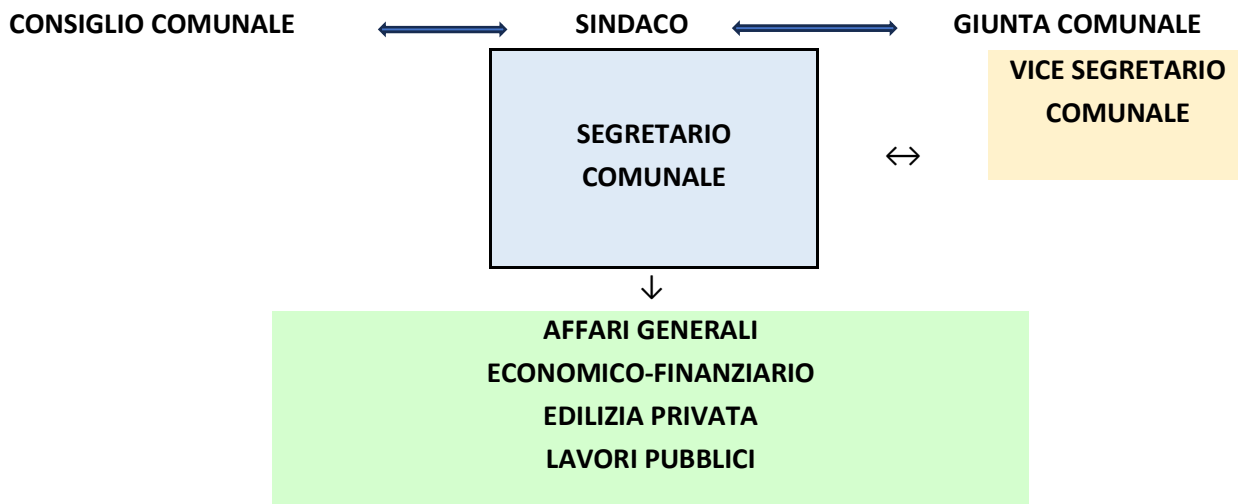 CONSIGLIO COMUNALE
SINDACO
GIUNTA COMUNALE
VICE SEGRETARIO
COMUNALE
SEGRETARIO
COMUNALE
AFFARI GENERALI
ECONOMICO-FINANZIARIO
EDILIZIA PRIVATA
LAVORI PUBBLICI